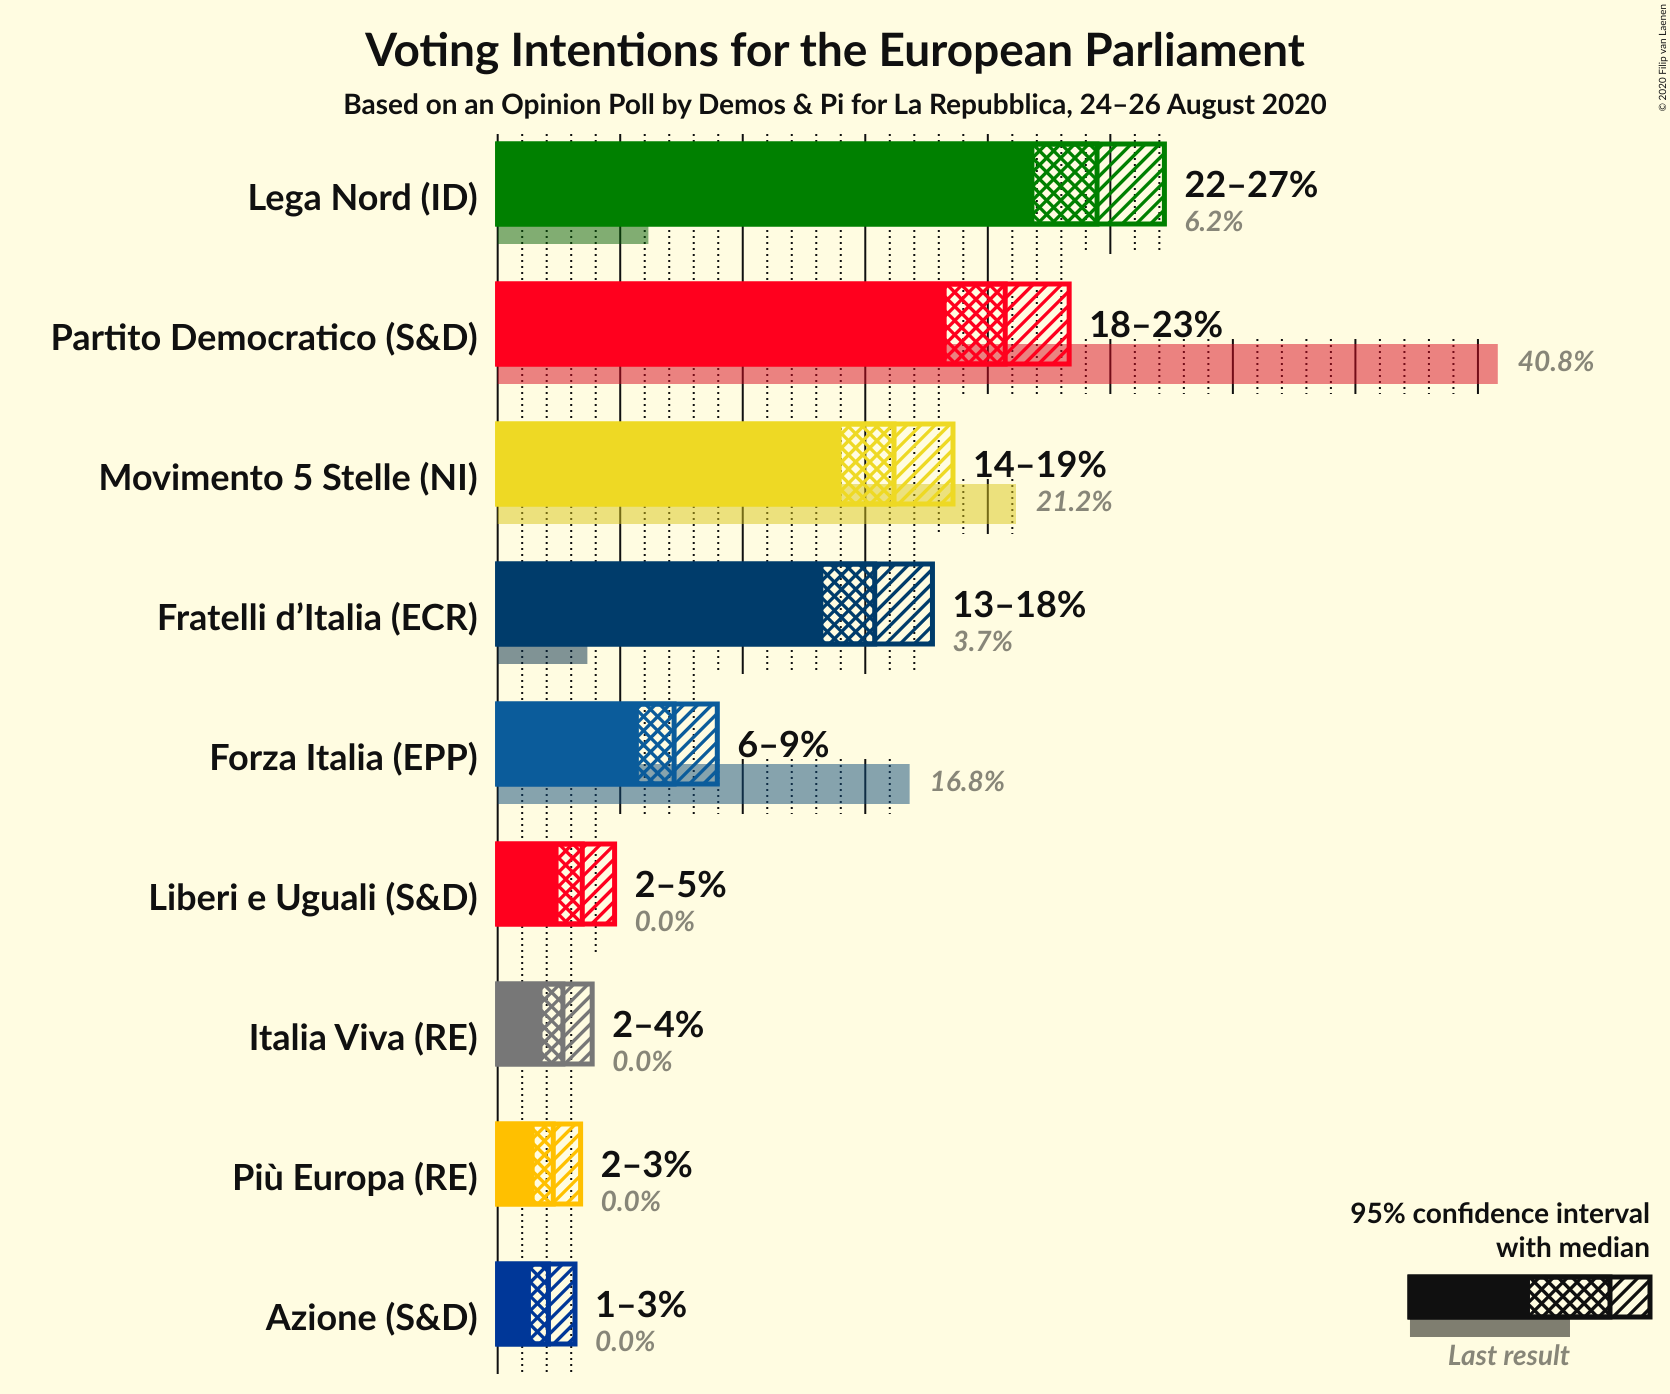 Voting Intentions for the European Parliament
Based on an Opinion Poll by Demos & Pi for La Repubblica, 24–26 August 2020
© 2020 Filip van Laenen
Lega Nord (ID)
22–27%
6.2%
Partito Democratico (S&D)
18–23%
40.8%
Movimento 5 Stelle (NI)
14–19%
21.2%
Fratelli d’Italia (ECR)
13–18%
3.7%
Forza Italia (EPP)
6–9%
16.8%
Liberi e Uguali (S&D)
2–5%
0.0%
Italia Viva (RE)
2–4%
0.0%
Più Europa (RE)
2–3%
0.0%
Azione (S&D)
1–3%
0.0%
95% confidence interval
with median
Last result